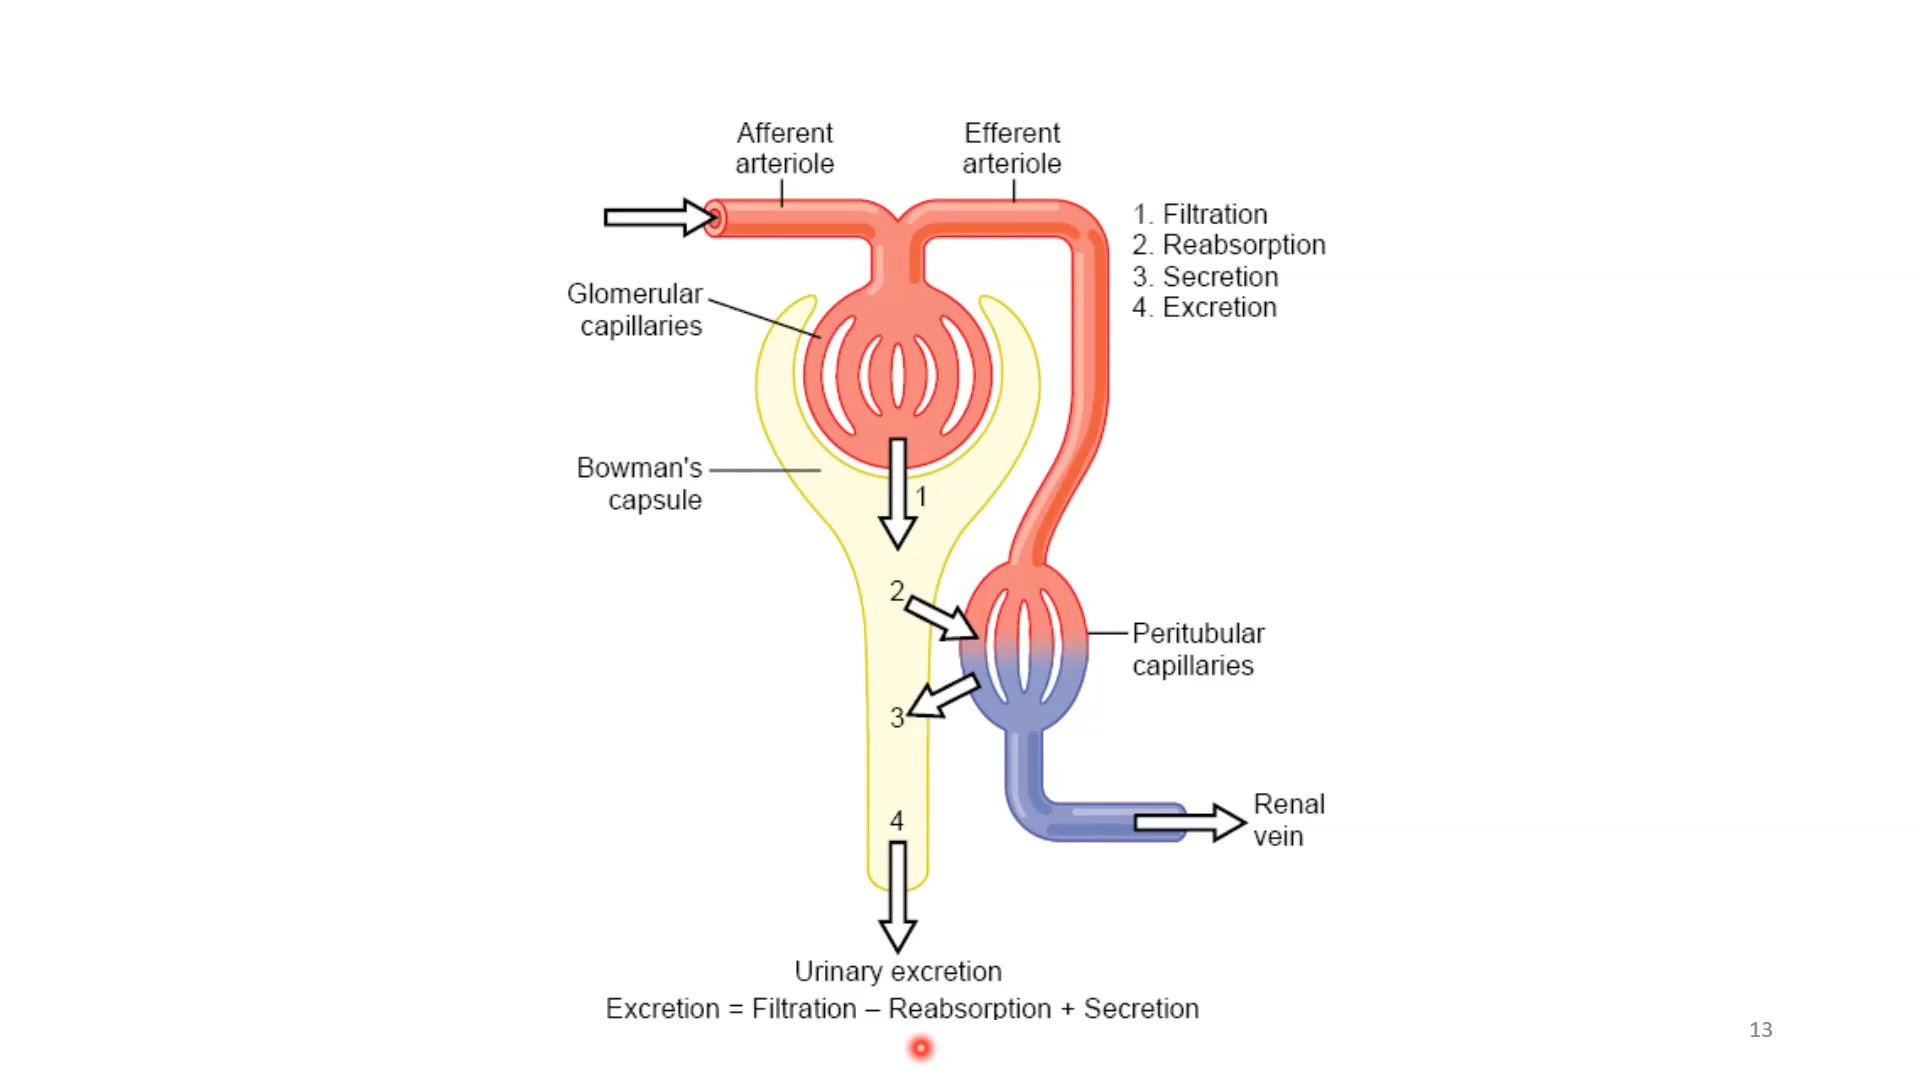 Afferent
arteriole
Efferent
arteriole
1. Filtration
2. Reabsorption
3. Secretion
4. Excretion
Glomerular
capillaries
Bowman's
capsule
1
2
Peritubular
capillaries
3
4
Renal
vein
Urinary excretion
Excretion = Filtration – Reabsorption + Secretion
13